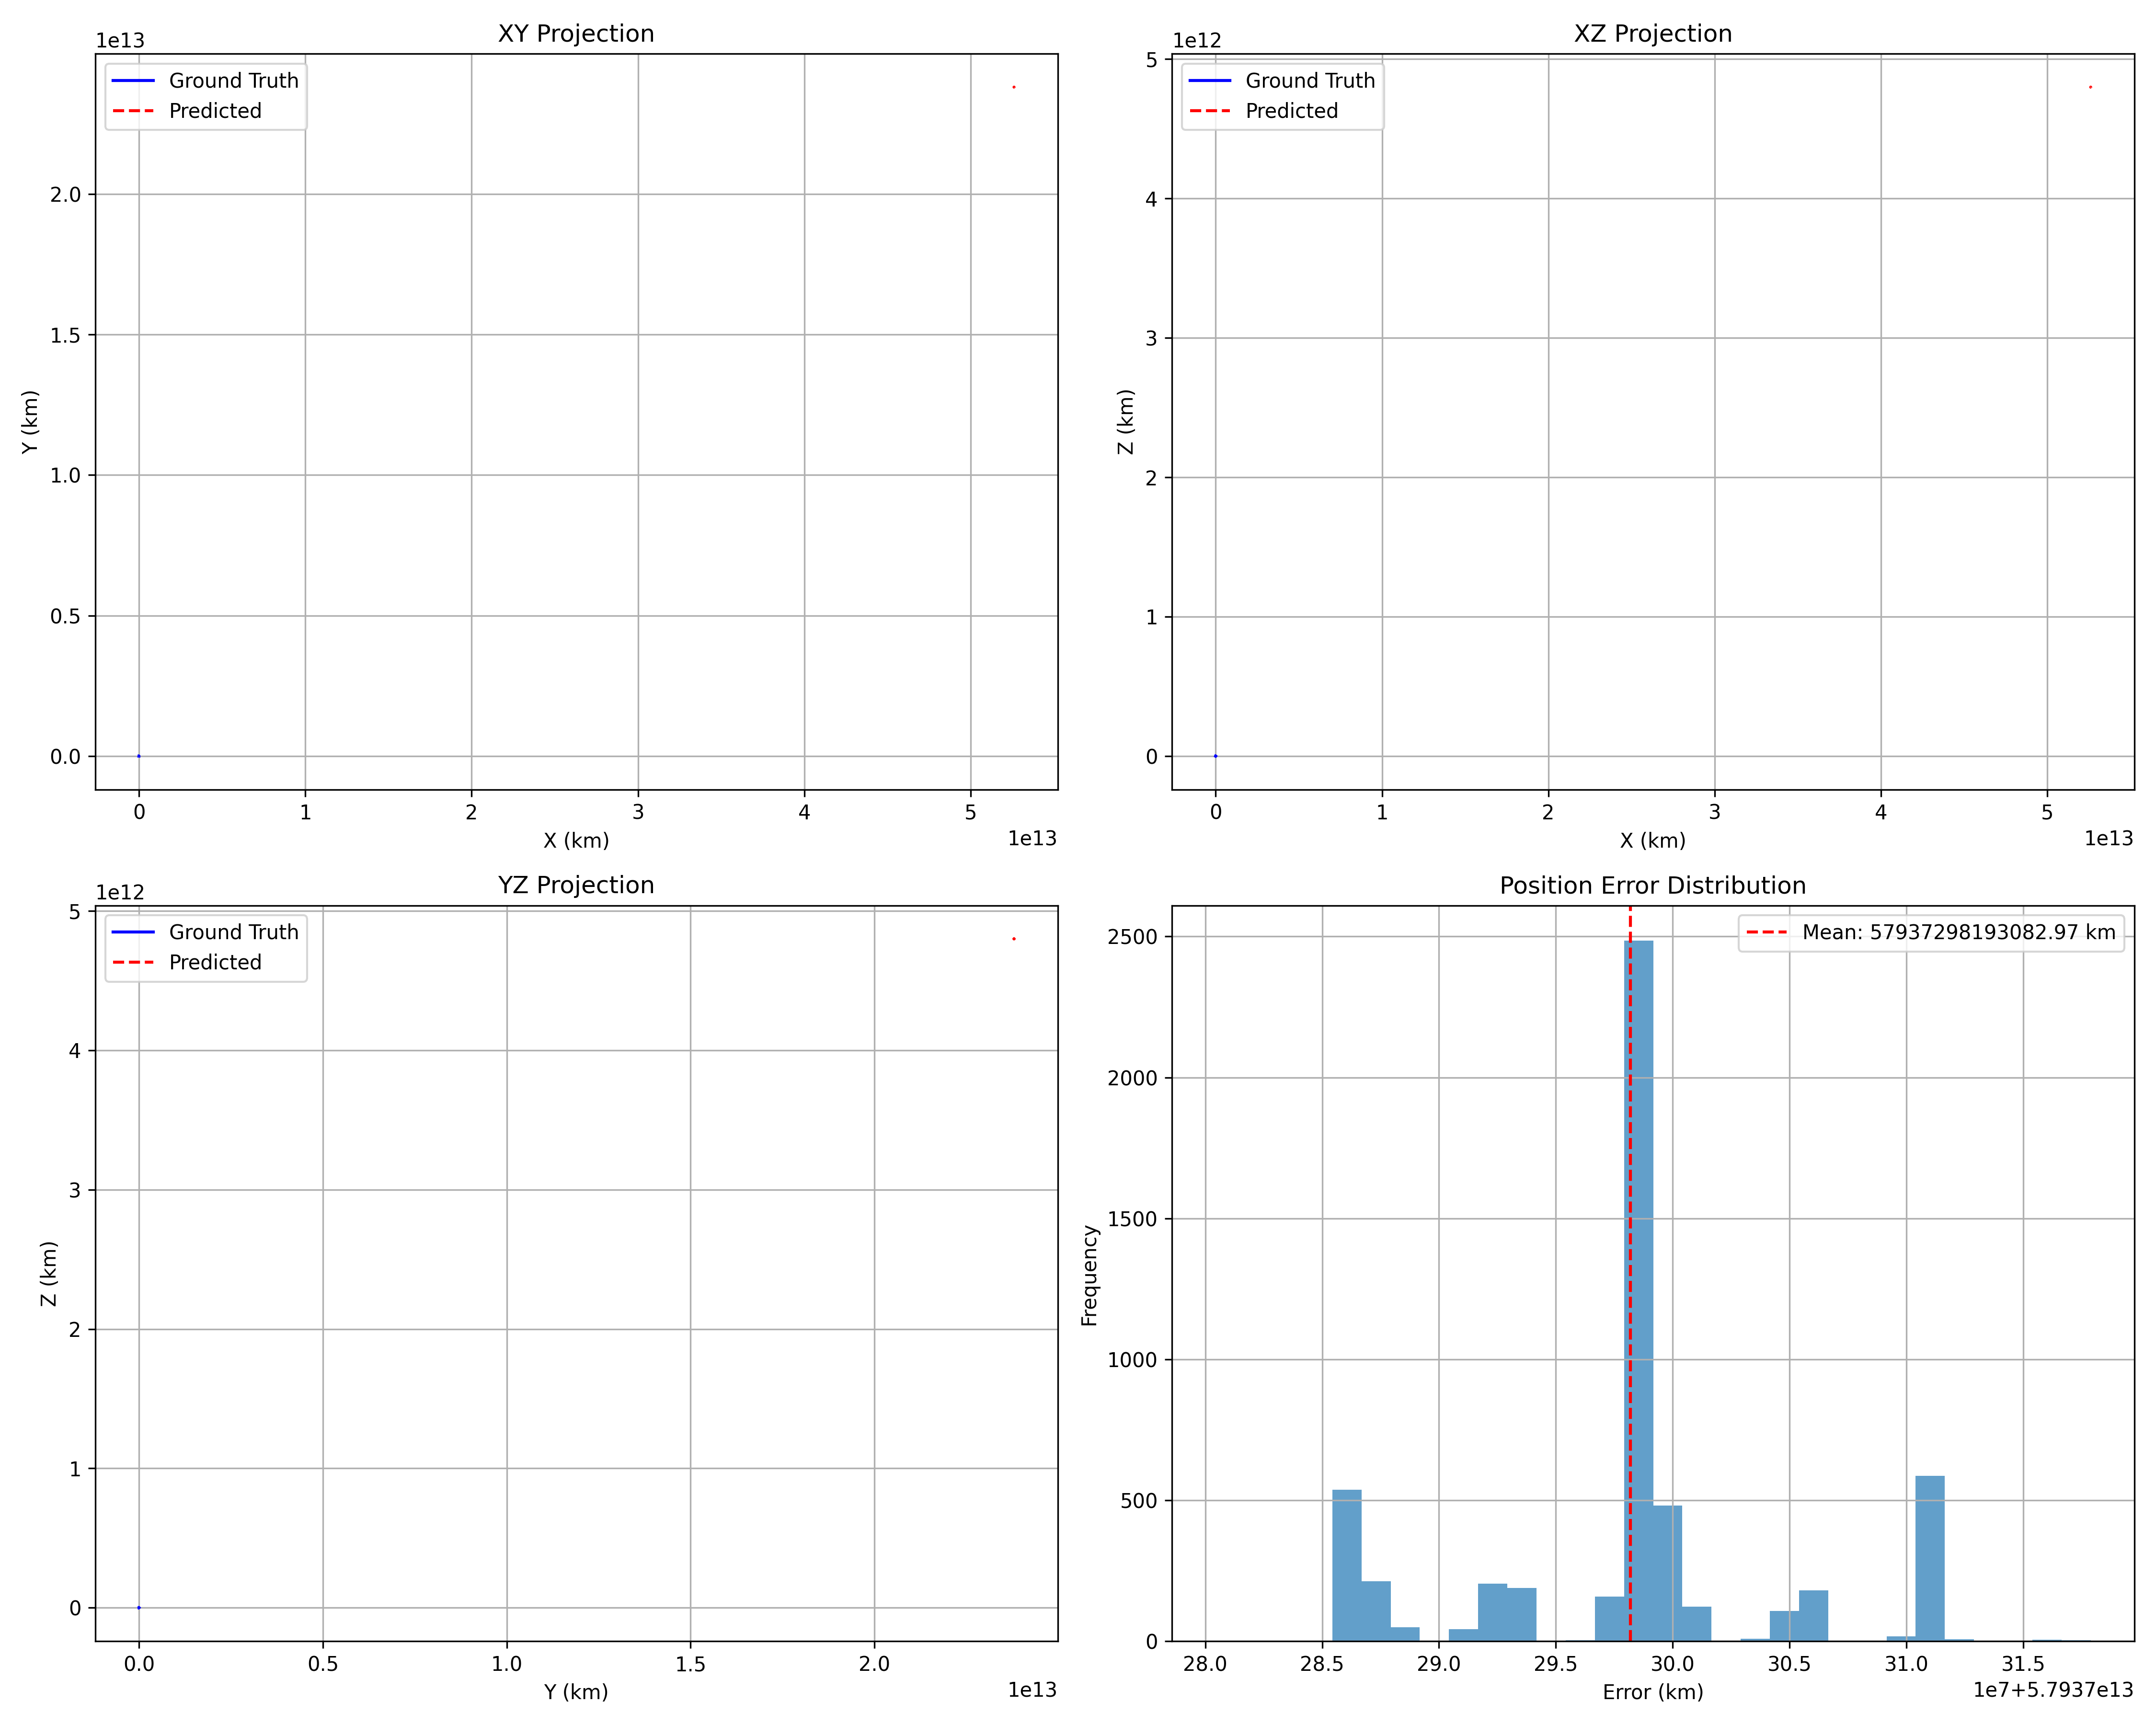 XY Projection
1e13
Ground Truth
Predicted
2.0
1.5
1.0
0.5
0.0
Y (km)
0 1 2 3 4 5
X (km)
1e13
XZ Projection
1e12
Ground Truth
Predicted
5
4
3
2
1
0
Z (km)
0 1 2 3 4 5
X (km)
1e13
YZ Projection
1e12
Ground Truth
Predicted
5
4
3
2
1
0
Z (km)
0.0 0.5 1.0 1.5 2.0
Y (km)
1e13
Position Error Distribution
Mean: 57937298193082.97 km
2500
2000
1500
1000
500
0
Frequency
28.0 28.5 29.0 29.5 30.0 30.5 31.0 31.5
Error (km)
1e7+5.7937e13